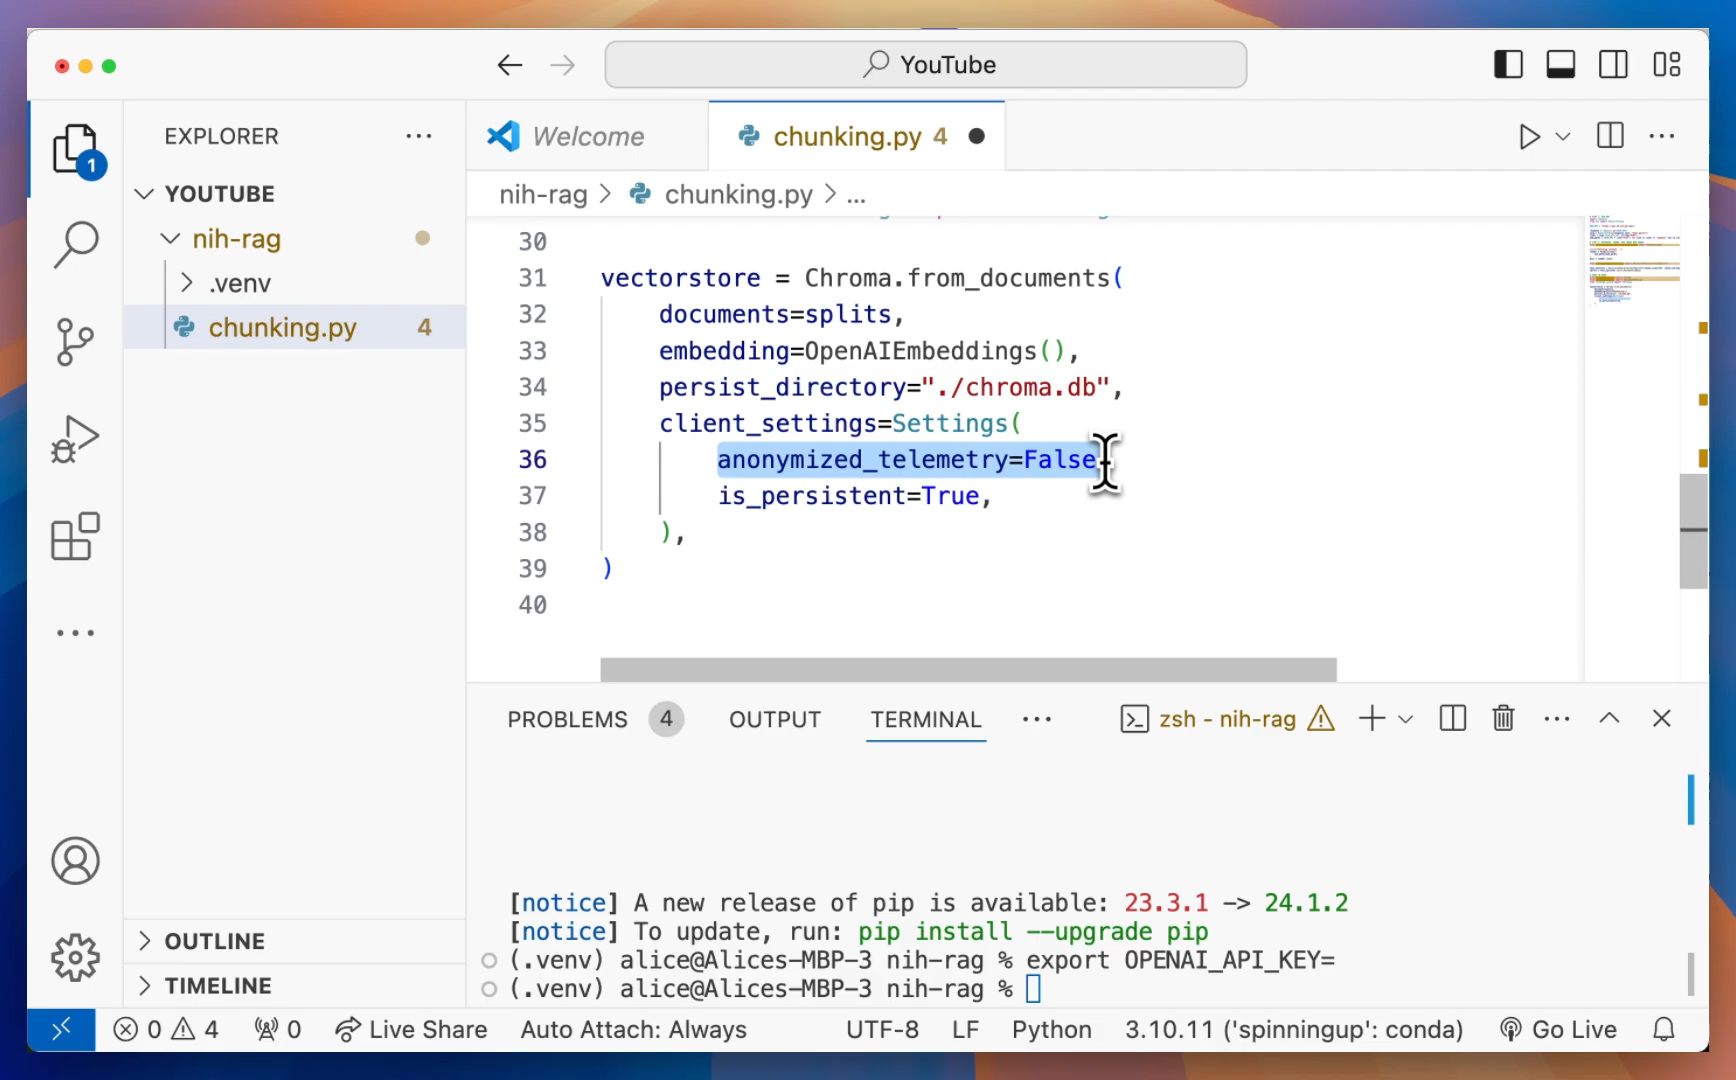 YouTube
EXPLORER
Welcome
chunking.py 4
1
YOUTUBE
nih-rag > chunking.py > ...
nih-rag
.venv
chunking.py 4
30
31 vectorstore = Chroma.from_documents(
32 documents=splits,
33 embedding=OpenAIEmbeddings(),
34 persist_directory="./chroma.db",
35 client_settings=Settings(
36 anonymized_telemetry=False
37 is_persistent=True,
38 ),
39 )
40
PROBLEMS 4 OUTPUT TERMINAL zsh - nih-rag
[notice] A new release of pip is available: 23.3.1 -> 24.1.2
[notice] To update, run: pip install --upgrade pip
(.venv) alice@Alices-MBP-3 nih-rag % export OPENAI_API_KEY=
(.venv) alice@Alices-MBP-3 nih-rag %
OUTLINE
TIMELINE
0 4 0 Live Share Auto Attach: Always UTF-8 LF Python 3.10.11 ('spinningup': conda) Go Live